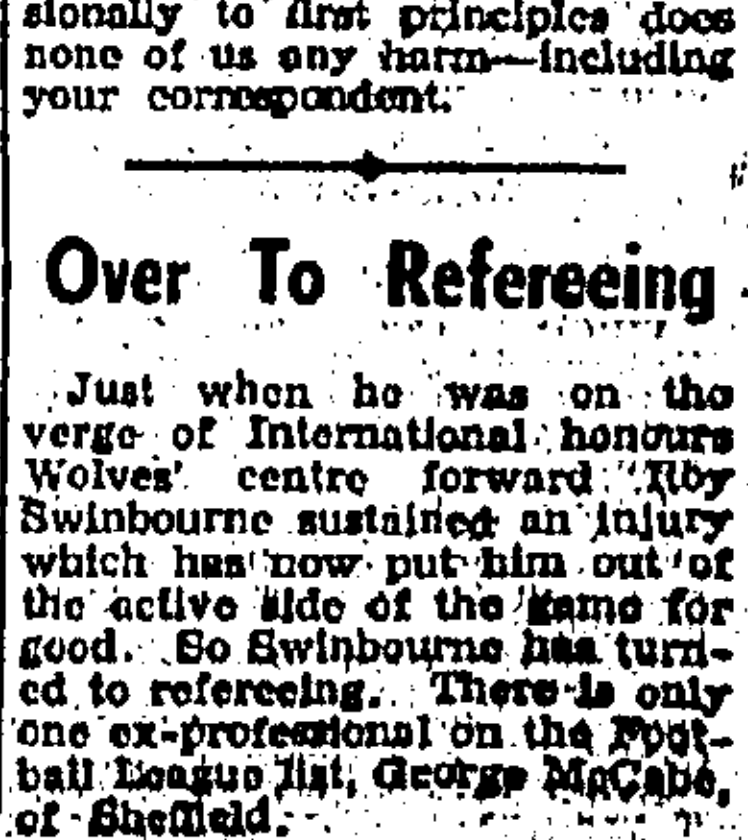 sionally to first principles does
none of us any harm—including
your correspondent.
Over To Refereeing
Just when he was on the
verge of International honours
Wolves' centre forward Roy
Swinbourne sustained an injury
which has now put him out of
the active side of the game for
good. So Swinbourne has turn-
ed to refereeing. There is only
one ex-professional on the Foot-
ball League list, George McCabe,
of Sheffield.